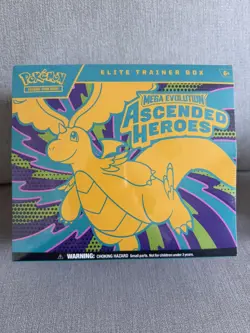 POKÉMON
TRADING CARD GAME
ELITE TRAINER BOX
6+
MEGA EVOLUTION
ASCENDED
HEROES
WARNING: CHOKING HAZARD Small parts. Not for children under 3 years.